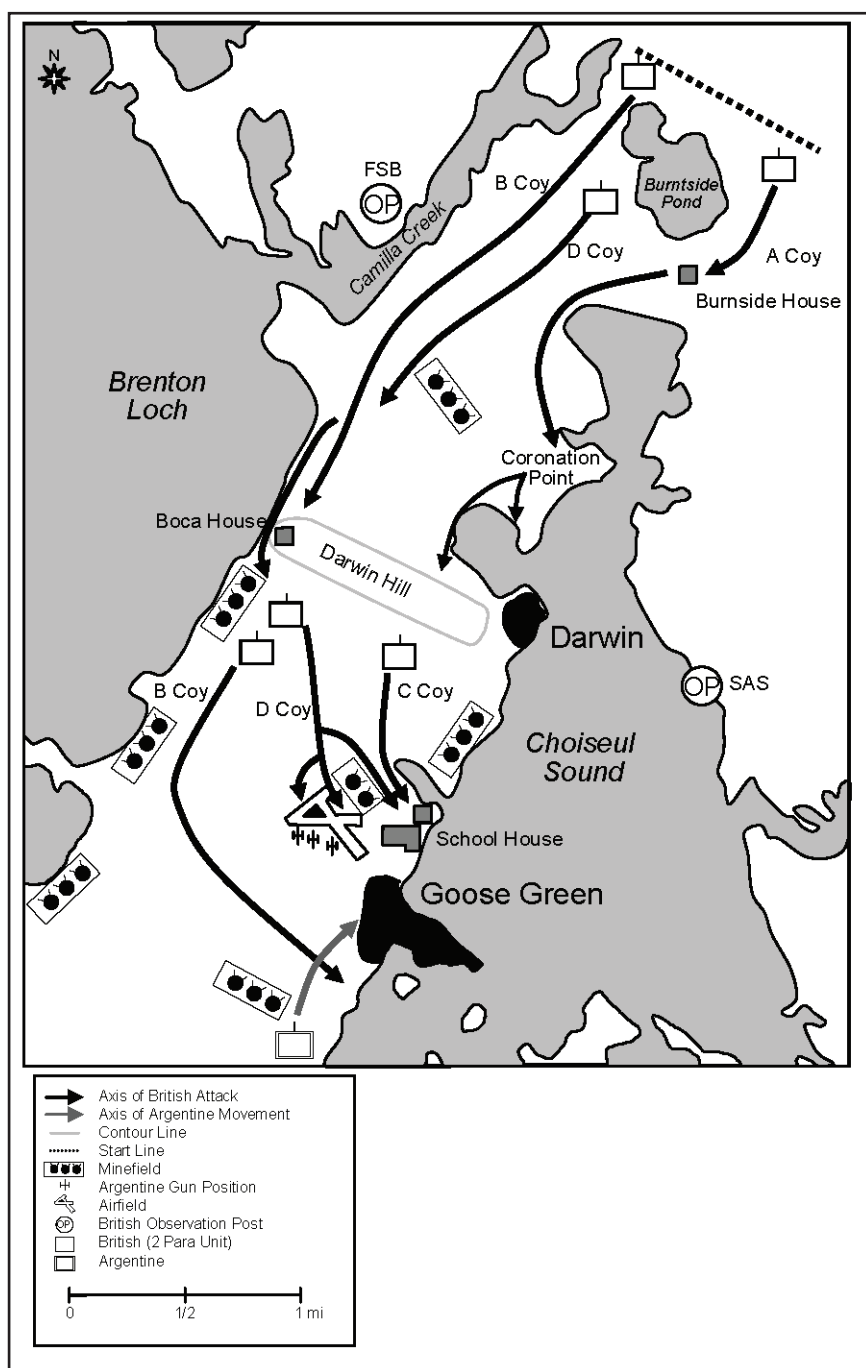 N
FSB
OP
B Coy
Burntside
Pond
Camilla Creek
D Coy
A Coy
Burnside House
Brenton
Loch
Coronation
Point
Boca House
Darwin Hill
Darwin
OP SAS
B Coy
D Coy
C Coy
Choiseul
Sound
School House
Goose Green
Axis of British Attack
Axis of Argentine Movement
Contour Line
Start Line
Minefield
Argentine Gun Position
Airfield
OP British Observation Post
British (2 Para Unit)
Argentine
0 1/2 1 mi